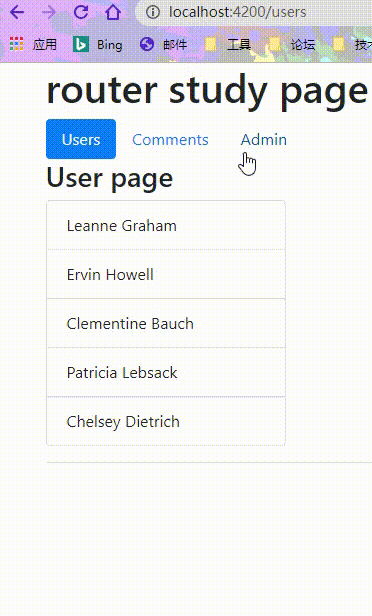 localhost:4200/users
应用 Bing 邮件 工具 论坛
router study page
Users Comments Admin
User page
Leanne Graham
Ervin Howell
Clementine Bauch
Patricia Lebsack
Chelsey Dietrich